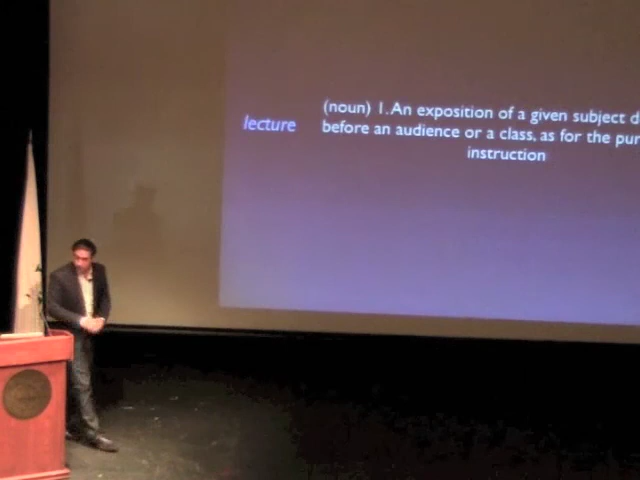 (noun) 1. An exposition of a given subject
lecture
before an audience or a class, as for the
instruction